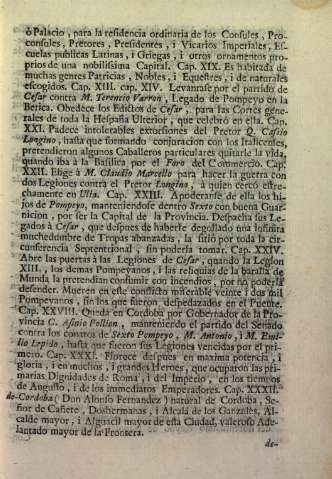 ò Palacio, para la residencia ordinaria de los Consules, Pro-
consules, Pretores, Presidentes, i Vicarios Imperiales, Es-
cuelas publicas Latinas, i Griegas, i otros ornamentos pro-
prios de una nobilissima Capital. Cap. XIX. Es habitada de
muchas gentes Patricias, Nobles, i Equestres, i de naturales
escogidos. Cap. XIII. cap. XIV. Levantase por el partido de
Cesar contra M. Terencio Varron, Legado de Pompeyo en la
Betica. Obedece los Edictos de Cesar, para las Cortes gene-
rales de toda la Hespaña Ulterior, que celebrò en ella. Cap.
XXI. Padece intolerables extorsiones del Pretor Q. Casio
Longino, hasta que formando conjuracion con los Italicenses,
pretendieron algunos Caballeros particulares quitarle la vida,
quando iba à la Basilica por el Foro del Commercio. Cap.
XXII. Elige à M. Claudio Marcello para hacer la guerra con
dos Legiones contra el Pretor Longino, à quien cercò estre-
chamente en Ulia. Cap. XXIII. Apoderanse de ella los hi-
jos de Pompeyo, manteniendose dentro Sexto con buena Guar-
nicion, por ser la Capital de la Provincia. Despacha sus Le-
gados à Cesar, que despues de haberle degollado una infinita
muchedumbre de Tropas abanzadas, la sitiò por toda la cir-
cunferencia Septentrional, sin poderla tomar. Cap. XXIV.
Abre las puertas à las Legiones de Cesar, quando la Legion
XIIII, los demas Pompeyanos, i las reliquias de la batalla de
Munda la pretendian consumir con incendios, por no poderla
defender. Mueren en este conflicto miserable veinte i dos mil
Pompeyanos, sin los que fueron despedazados en el Puente.
Cap. XXVIII. Queda en Cordoba por Gobernador de la Pro-
vincia C. Asinio Pollion, manteniendo el partido del Senado
contra los conatos de Sexto Pompeyo, M. Antonio, i M. Emi-
lio Lepido, hasta que fueron sus Legiones vencidas por el pri-
mero. Cap. XXXI. Florece despues en maxima potencia, i
gloria, i en muchos, i grandes Heroes, que ocuparon las pri-
marias Dignidades de Roma, i del Imperio, en los tiempos
de Angusto, i de los immediatos Emperadores. Cap. XXXII.
de-Cordoba (Don Alonso Fernandez) natural de Cordoba, Se-
ñor de Cañete, Doshermanas, i Alcalà de los Ganzules, Al-
calde mayor, i Alguacil mayor de esta Ciudad, valeroso Ade-
lantado mayor de la Frontera.
de-